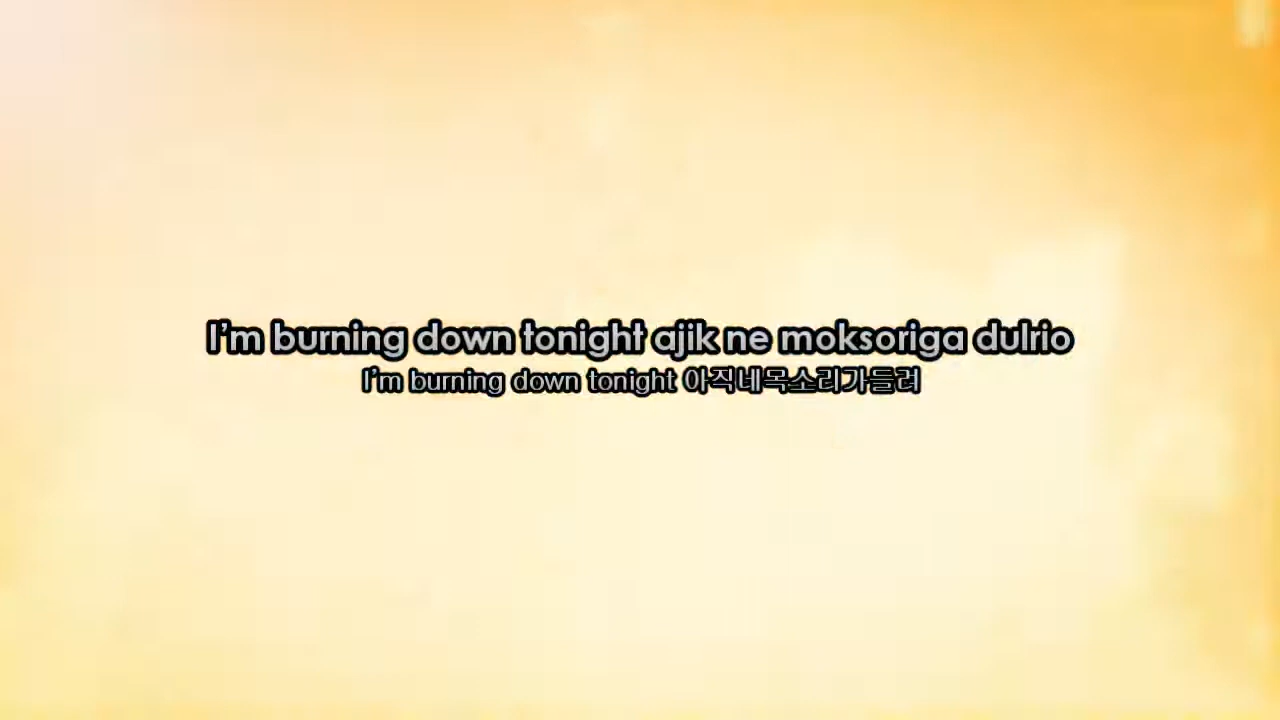 I'm burning down tonight ajik ne moksoriga dulrio
I'm burning down tonight 아직네목소리가들려